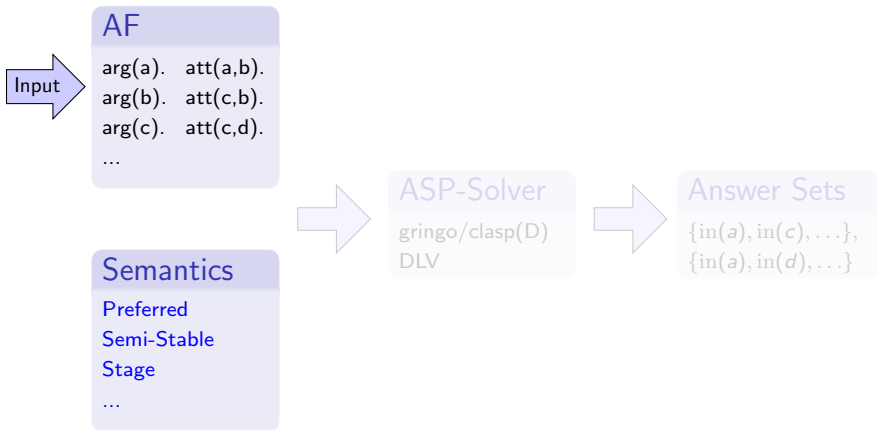 AF
Input
arg(a). att(a,b).
arg(b). att(c,b).
arg(c). att(c,d).
...
ASP-Solver
gringo/clasp(D)
DLV
Answer Sets
{in(a), in(c), ...},
{in(a), in(d), ...}
Semantics
Preferred
Semi-Stable
Stage
...